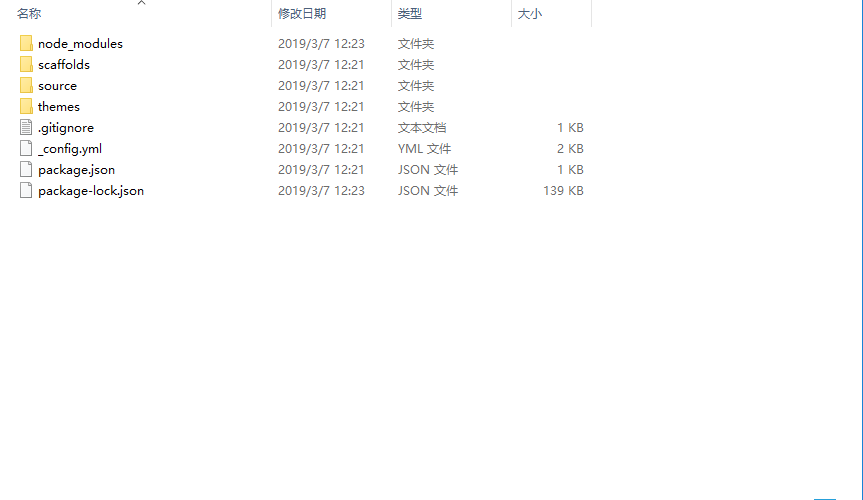 名称 修改日期 类型 大小
node_modules 2019/3/7 12:23 文件夹
scaffolds 2019/3/7 12:21 文件夹
source 2019/3/7 12:21 文件夹
themes 2019/3/7 12:21 文件夹
.gitignore 2019/3/7 12:21 文本文档 1 KB
_config.yml 2019/3/7 12:21 YML 文件 2 KB
package.json 2019/3/7 12:21 JSON 文件 1 KB
package-lock.json 2019/3/7 12:23 JSON 文件 139 KB